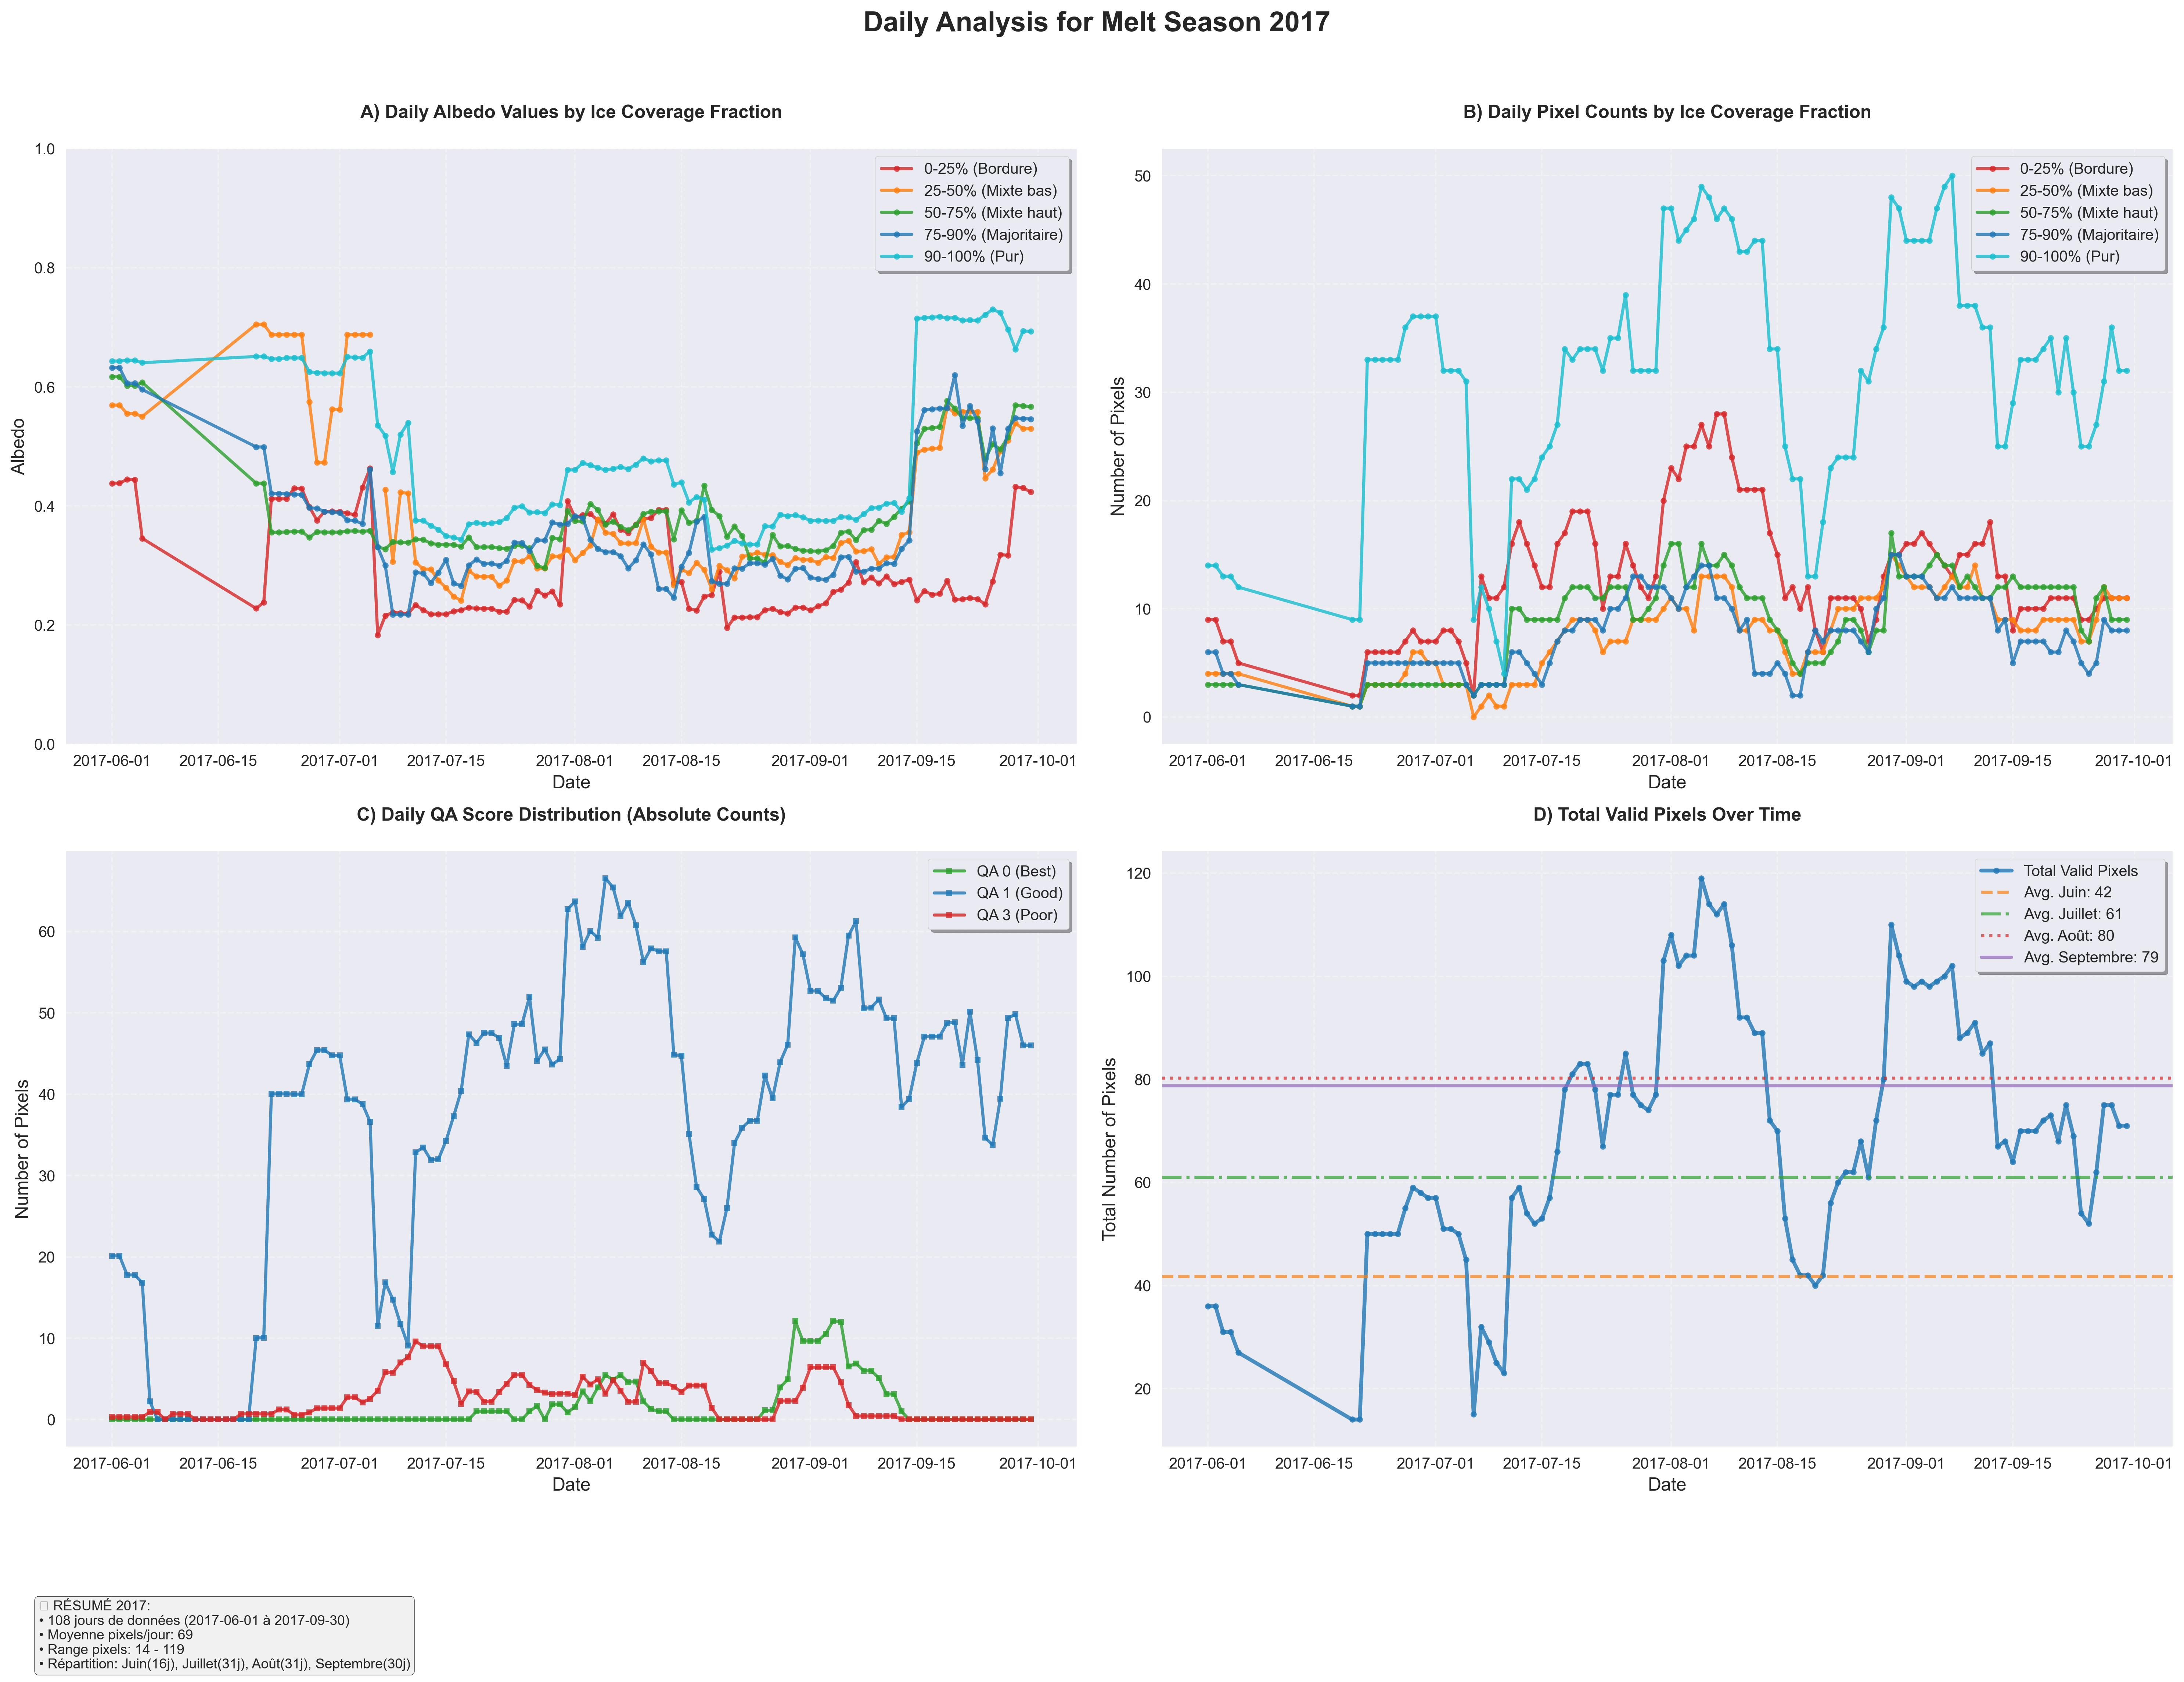 Daily Analysis for Melt Season 2017
A) Daily Albedo Values by Ice Coverage Fraction
1.0
0.8
0.6
0.4
0.2
0.0
Albedo
0-25% (Bordure)
25-50% (Mixte bas)
50-75% (Mixte haut)
75-90% (Majoritaire)
90-100% (Pur)
2017-06-01 2017-06-15 2017-07-01 2017-07-15 2017-08-01 2017-08-15 2017-09-01 2017-09-15 2017-10-01
Date
B) Daily Pixel Counts by Ice Coverage Fraction
50
40
30
20
10
0
Number of Pixels
0-25% (Bordure)
25-50% (Mixte bas)
50-75% (Mixte haut)
75-90% (Majoritaire)
90-100% (Pur)
2017-06-01 2017-06-15 2017-07-01 2017-07-15 2017-08-01 2017-08-15 2017-09-01 2017-09-15 2017-10-01
Date
C) Daily QA Score Distribution (Absolute Counts)
60
50
40
30
20
10
0
Number of Pixels
QA 0 (Best)
QA 1 (Good)
QA 3 (Poor)
2017-06-01 2017-06-15 2017-07-01 2017-07-15 2017-08-01 2017-08-15 2017-09-01 2017-09-15 2017-10-01
Date
D) Total Valid Pixels Over Time
120
100
80
60
40
20
Total Number of Pixels
Total Valid Pixels
Avg. Juin: 42
Avg. Juillet: 61
Avg. Août: 80
Avg. Septembre: 79
2017-06-01 2017-06-15 2017-07-01 2017-07-15 2017-08-01 2017-08-15 2017-09-01 2017-09-15 2017-10-01
Date
RÉSUMÉ 2017:
• 108 jours de données (2017-06-01 à 2017-09-30)
• Moyenne pixels/jour: 69
• Range pixels: 14 - 119
• Répartition: Juin(16j), Juillet(31j), Août(31j), Septembre(30j)